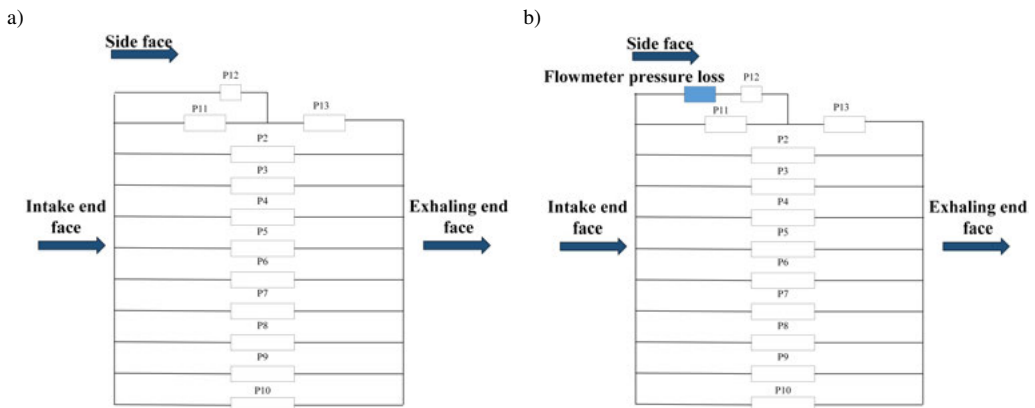 a)
Side face
P12
P11
P13
P2
P3
P4
Intake end
face
Exhaling end
face
P5
P6
P7
P8
P9
P10
b)
Side face
Flowmeter pressure loss
P12
P11
P13
P2
P3
P4
Intake end
face
Exhaling end
face
P5
P6
P7
P8
P9
P10